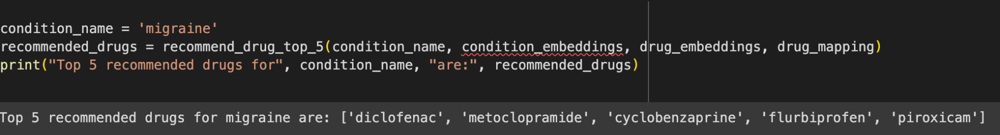 condition_name = 'migraine'
recommended_drugs = recommend_drug_top_5(condition_name, condition_embeddings, drug_embeddings, drug_mapping)
print("Top 5 recommended drugs for", condition_name, "are:", recommended_drugs)
Top 5 recommended drugs for migraine are: ['diclofenac', 'metoclopramide', 'cyclobenzaprine', 'flurbiprofen', 'piroxicam']